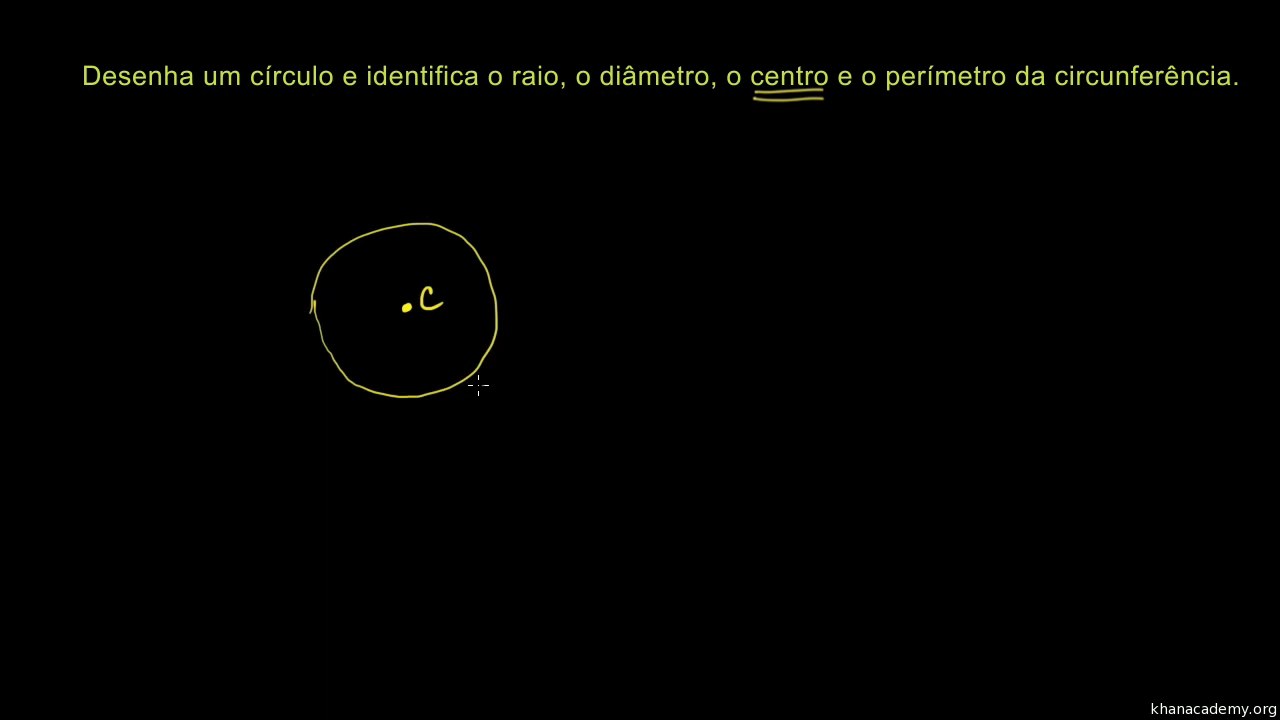 Desenha um círculo e identifica o raio, o diâmetro, o centro e o perímetro da circunferência.
C
khanacademy.org